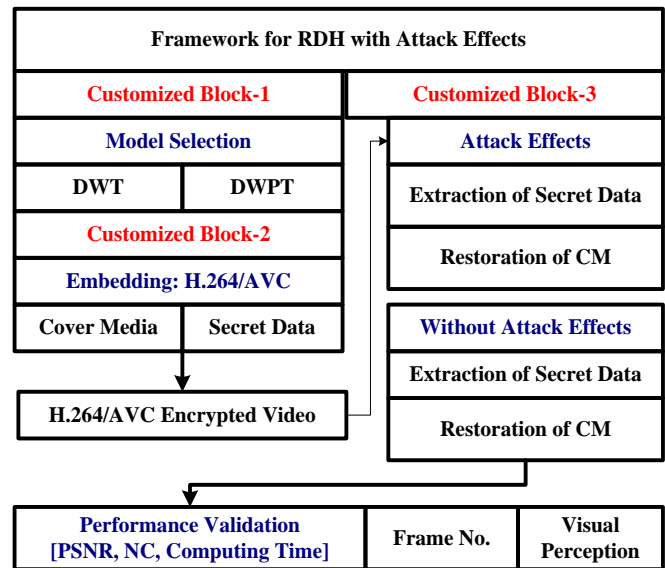 Framework for RDH with Attack Effects
Customized Block-1
Customized Block-3
Model Selection
DWT
DWPT
Customized Block-2
Embedding: H.264/AVC
Cover Media
Secret Data
H.264/AVC Encrypted Video
Attack Effects
Extraction of Secret Data
Restoration of CM
Without Attack Effects
Extraction of Secret Data
Restoration of CM
Performance Validation
[PSNR, NC, Computing Time]
Frame No.
Visual
Perception